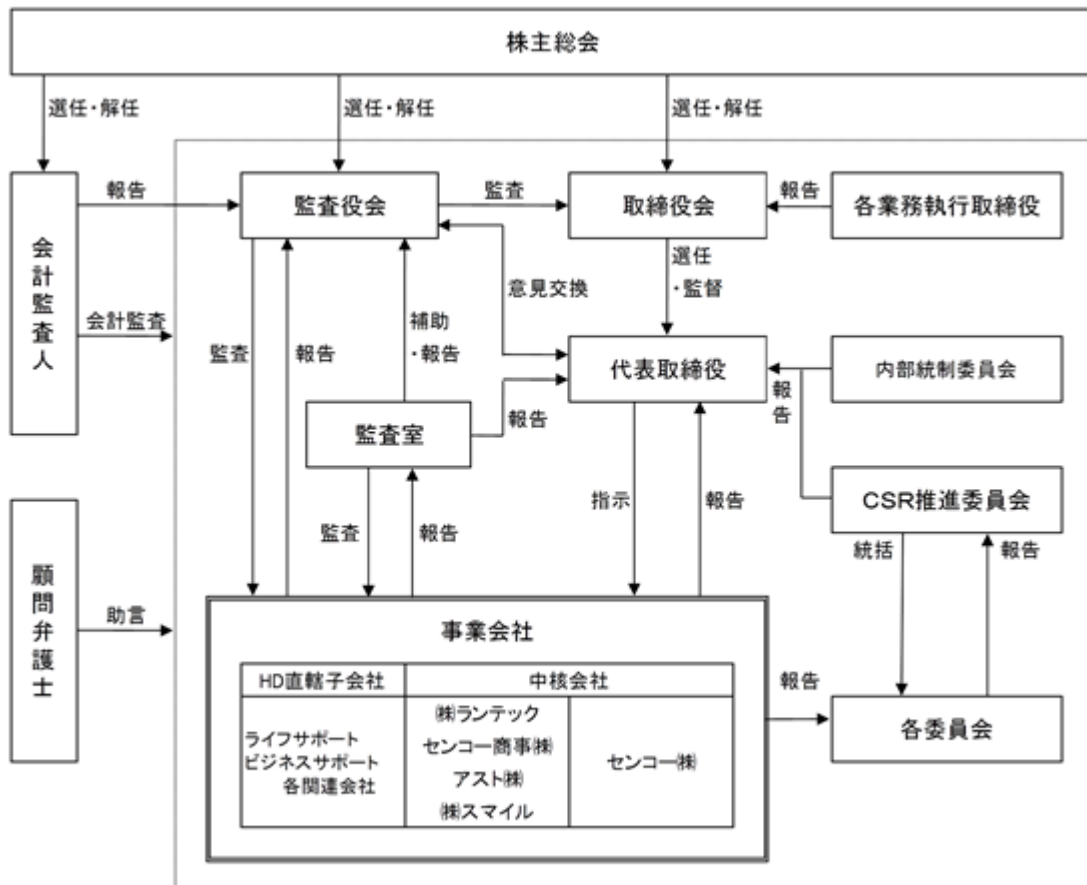 株主総会
選任・解任
選任・解任
選任・解任
会計監査人
報告
監査役会
監査
取締役会
報告
各業務執行取締役
選任
・監督
意見交換
会計監査
監査
報告
補助
・報告
代表取締役
報告
内部統制委員会
監査室
報告
CSR推進委員会
指示
報告
監査
報告
統括
報告
顧問弁護士
助言
事業会社
HD直轄子会社
中核会社
ライフサポート
ビジネスサポート
各関連会社
㈱ランテック
センコー商事㈱
アスト㈱
㈱スマイル
センコー㈱
報告
各委員会